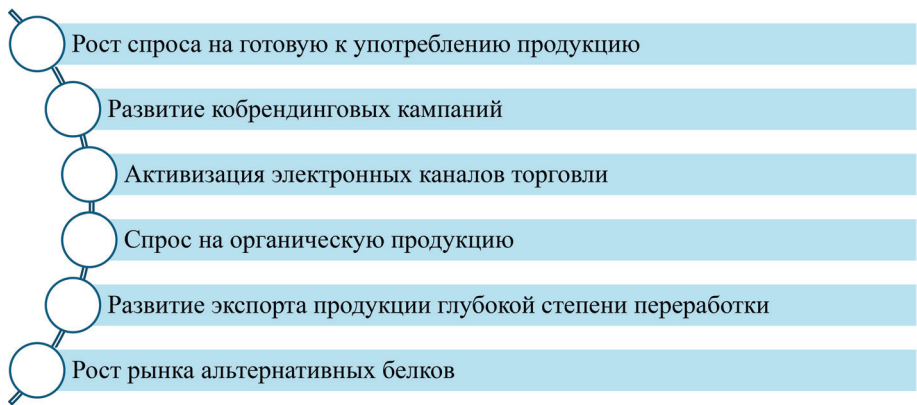 Рост спроса на готовую к употреблению продукцию
Развитие кобрендинговых кампаний
Активизация электронных каналов торговли
Спрос на органическую продукцию
Развитие экспорта продукции глубокой степени переработки
Рост рынка альтернативных белков